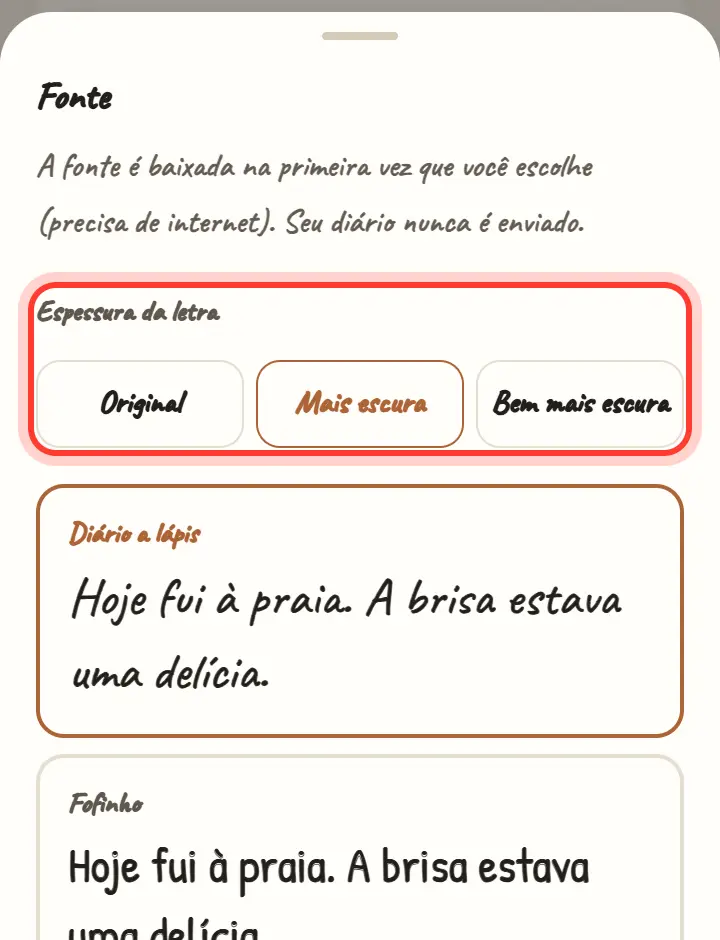 Fonte
A fonte é baixada na primeira vez que você escolhe
(precisa de internet). Seu diário nunca é enviado.
Espessura da letra
Original
Mais escura
Bem mais escura
Diário a lápis
Hoje fui à praia. A brisa estava
uma delícia.
Fofinho
Hoje fui à praia. A brisa estava
uma delícia